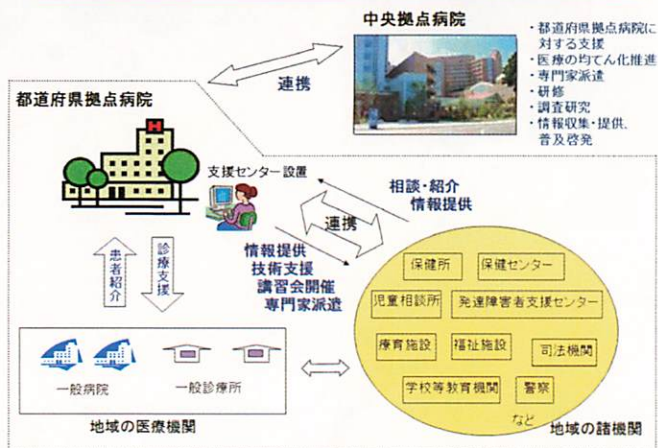 中央拠点病院
・都道府県拠点病院に
対する支援
・医療の均てん化推進
・専門家派遣
・研修
・調査研究
・情報収集・提供、
普及啓発
連携
都道府県拠点病院
H
支援センター設置
相談・紹介
情報提供
連携
情報提供
技術支援
講習会開催
専門家派遣
患者紹介
診療支援
保健所
保健センター
児童相談所
発達障害者支援センター
療育施設
福祉施設
司法機関
学校等教育機関
警察
など
一般病院
一般診療所
地域の医療機関
地域の諸機関